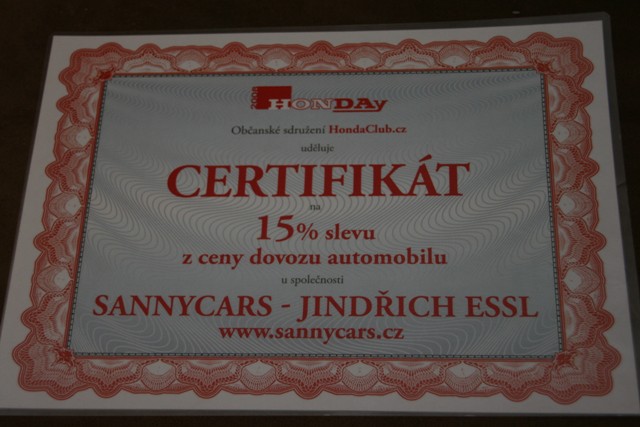 2008
HONDAy
Občanské sdružení HondaClub.cz
uděluje
CERTIFIKÁT
na
15% slevu
z ceny dovozu automobilu
u společnosti
SANNYCARS - JINDŘICH ESSL
www.sannycars.cz